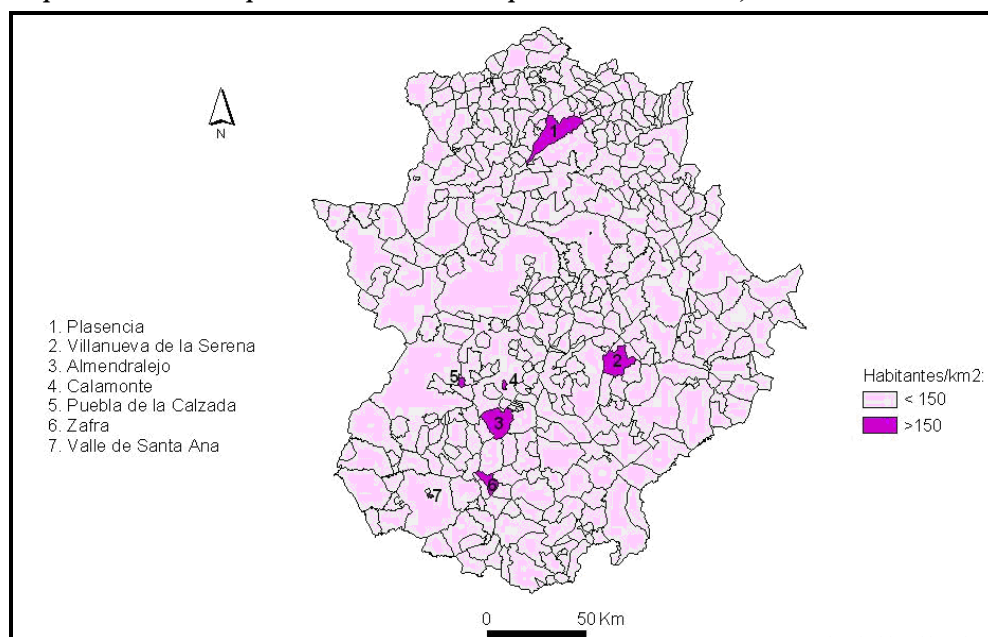 N
1
2
3
4
5
6
7
1. Plasencia
2. Villanueva de la Serena
3. Almendralejo
4. Calamonte
5. Puebla de la Calzada
6. Zafra
7. Valle de Santa Ana
Habitantes/km2:
< 150
>150
0 50 Km